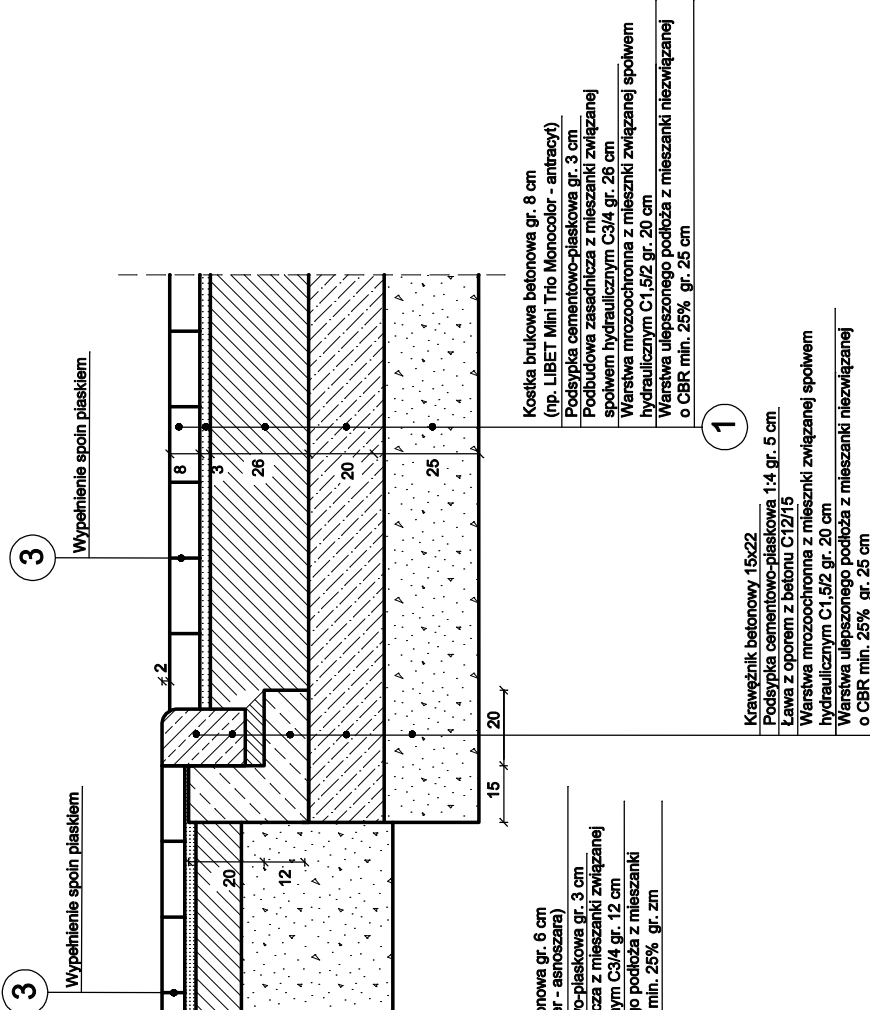 3
Wypełnienie spoin piaskiem
3
Wypełnienie spoin piaskiem
2
8
3
26
20
25
20
15
20
12
Kostka brukowa betonowa gr. 8 cm
(np. LIBET Mini Trio Monocolor - antracyt)
Podsypka cementowo-piaskowa gr. 3 cm
Podbudowa zasadnicza z mieszanki związanej
spoiwem hydraulicznym C3/4 gr. 26 cm
Warstwa mrozoochronna z miesznki związanej spoiwem
hydraulicznym C1,5/2 gr. 20 cm
Warstwa ulepszonego podłoża z mieszanki niezwiązanej
o CBR min. 25% gr. 25 cm
1
Krawężnik betonowy 15x22
Podsypka cementowo-piaskowa 1:4 gr. 5 cm
Ława z oporem z betonu C12/15
Warstwa mrozoochronna z miesznki związanej spoiwem
hydraulicznym C1,5/2 gr. 20 cm
Warstwa ulepszonego podłoża z mieszanki niezwiązanej
o CBR min. 25% gr. 25 cm
onowa gr. 6 cm
or - asnoszara)
vo-piaskowa gr. 3 cm
cza z mieszanki związanej
nym C3/4 gr. 12 cm
go podłoża z mieszanki
min. 25% gr. zm